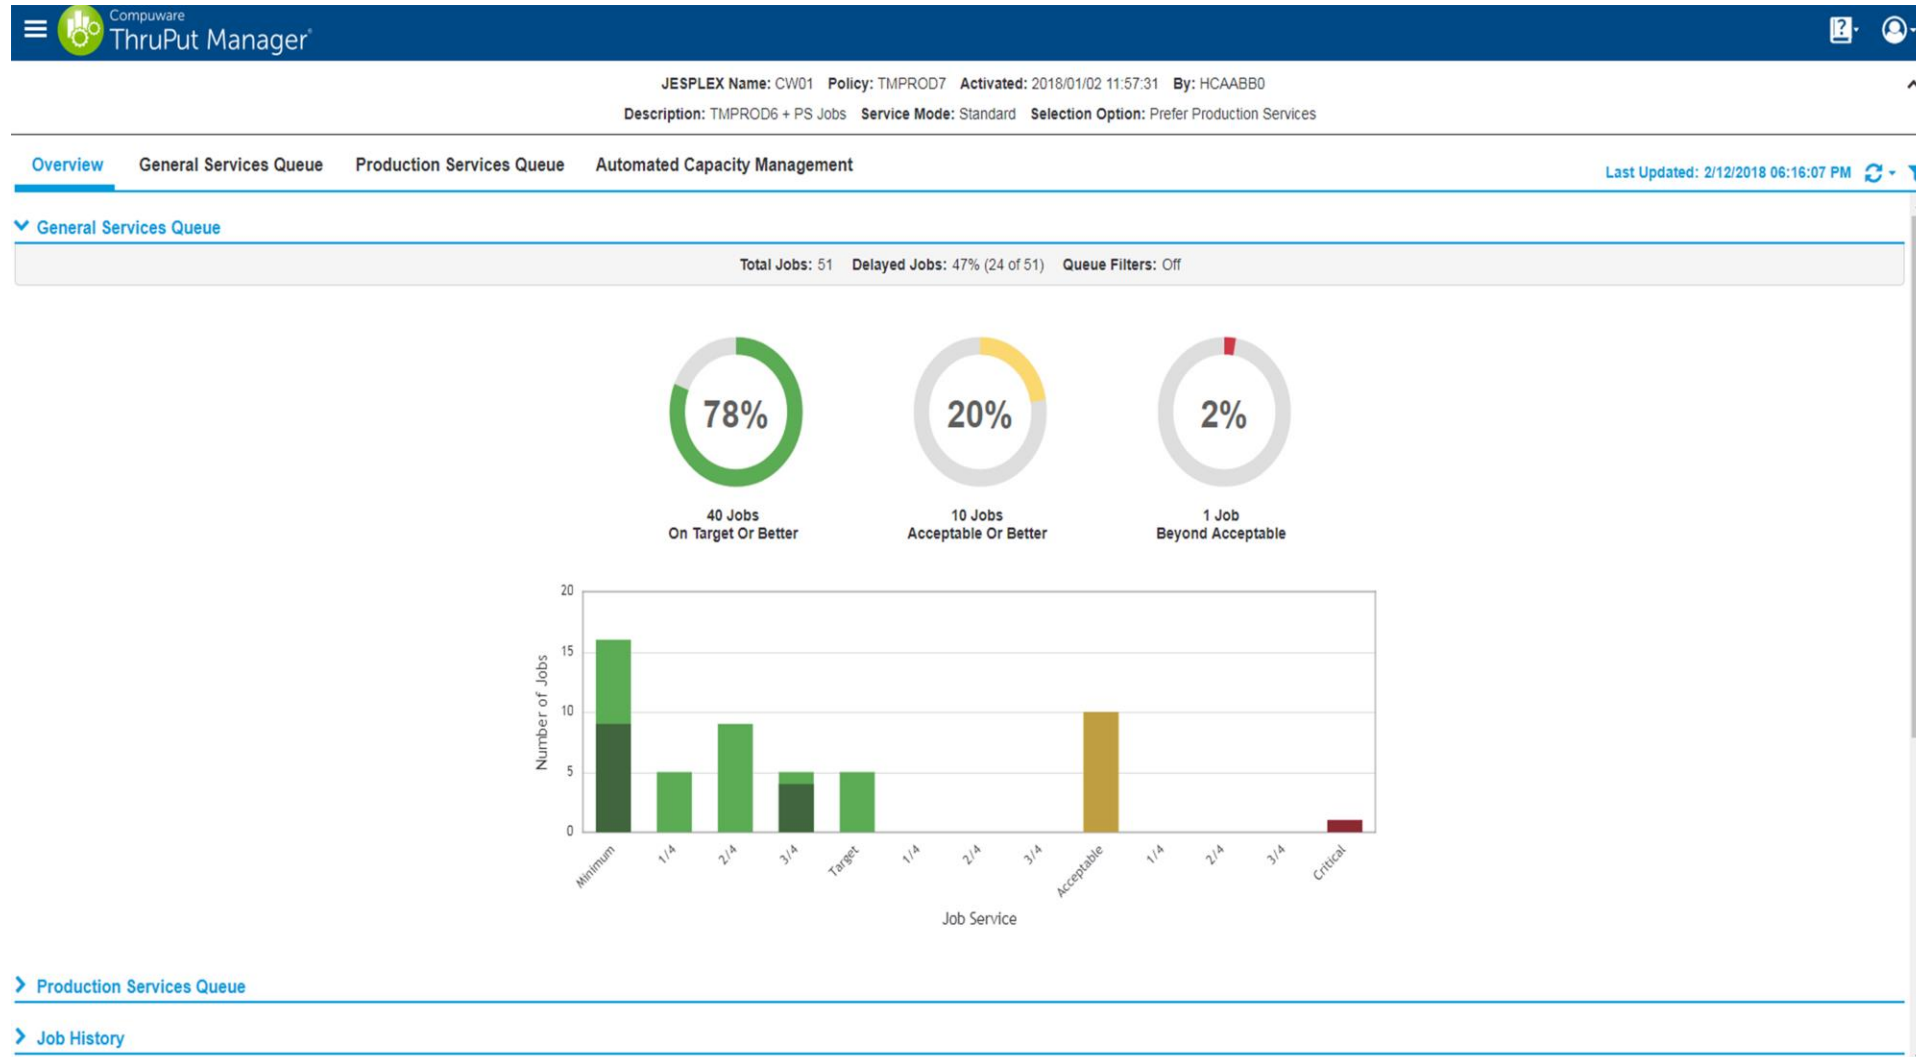 Compuware
ThruPut Manager®
JESPLEX Name: CW01 Policy: TMPROD7 Activated: 2018/01/02 11:57:31 By: HCAABB0
Description: TMPROD6 + PS Jobs Service Mode: Standard Selection Option: Prefer Production Services
Overview General Services Queue Production Services Queue Automated Capacity Management
Last Updated: 2/12/2018 06:16:07 PM
General Services Queue
Total Jobs: 51 Delayed Jobs: 47% (24 of 51) Queue Filters: Off
78% 20% 2%
40 Jobs 10 Jobs 1 Job
On Target Or Better Acceptable Or Better Beyond Acceptable
20
15
10
5
0
Number of Jobs
Minimum 1/4 2/4 3/4 Target 1/4 2/4 3/4 Acceptable 1/4 2/4 3/4 Critical
Job Service
Production Services Queue
Job History